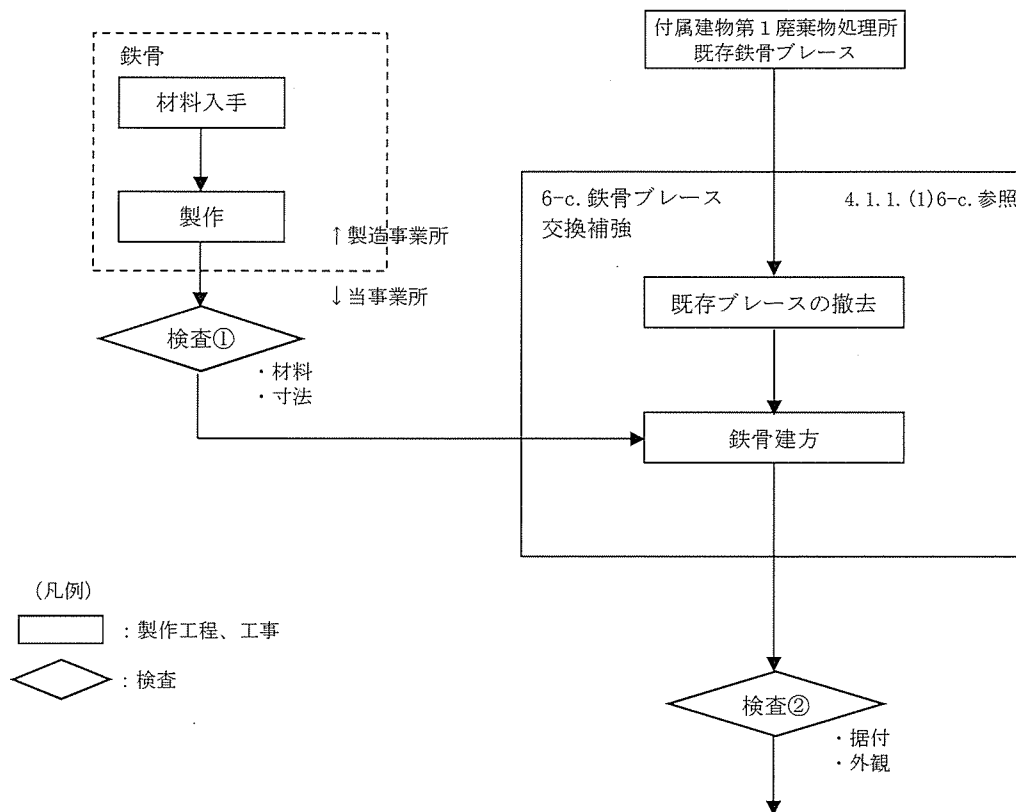 鉄骨
材料入手
製作
↑製造事業所
↓当事業所
検査①
・材料
・寸法
付属建物第１廃棄物処理所
既存鉄骨ブレース
6-c. 鉄骨ブレース
交換補強
4.1.1.(1)6-c.参照
既存ブレースの撤去
鉄骨建方
検査②
・据付
・外観
(凡例)
：製作工程、工事
：検査